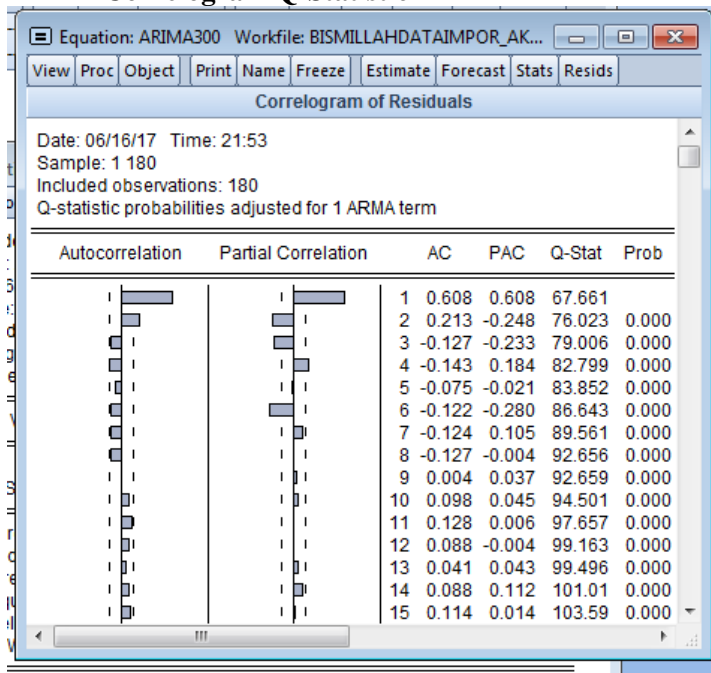 Equation: ARIMA300 Workfile: BISMILLAHDATAIMPOR_AK...
View Proc Object Print Name Freeze Estimate Forecast Stats Resids
Correlogram of Residuals
Date: 06/16/17 Time: 21:53
Sample: 1 180
Included observations: 180
Q-statistic probabilities adjusted for 1 ARMA term
Autocorrelation Partial Correlation AC PAC Q-Stat Prob
1 0.608 0.608 67.661
2 0.213 -0.248 76.023 0.000
3 -0.127 -0.233 79.006 0.000
4 -0.143 0.184 82.799 0.000
5 -0.075 -0.021 83.852 0.000
6 -0.122 -0.280 86.643 0.000
7 -0.124 0.105 89.561 0.000
8 -0.127 -0.004 92.656 0.000
9 0.004 0.037 92.659 0.000
10 0.098 0.045 94.501 0.000
11 0.128 0.006 97.657 0.000
12 0.088 -0.004 99.163 0.000
13 0.041 0.043 99.496 0.000
14 0.088 0.112 101.01 0.000
15 0.114 0.014 103.59 0.000